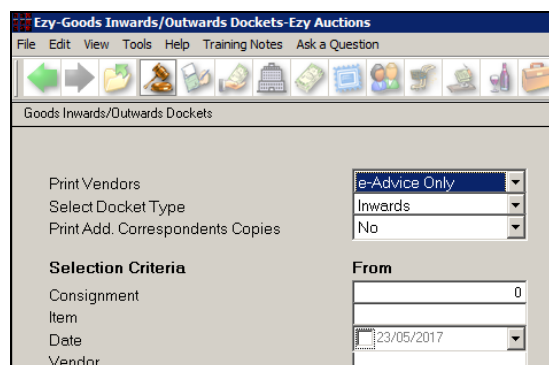 Ezy-Goods Inwards/Outwards Dockets-Ezy Auctions
File Edit View Tools Help Training Notes Ask a Question
Goods Inwards/Outwards Dockets
Print Vendors e-Advice Only
Select Docket Type Inwards
Print Add. Correspondents Copies No
Selection Criteria From
Consignment 0
Item
Date 23/05/2017
Vendor